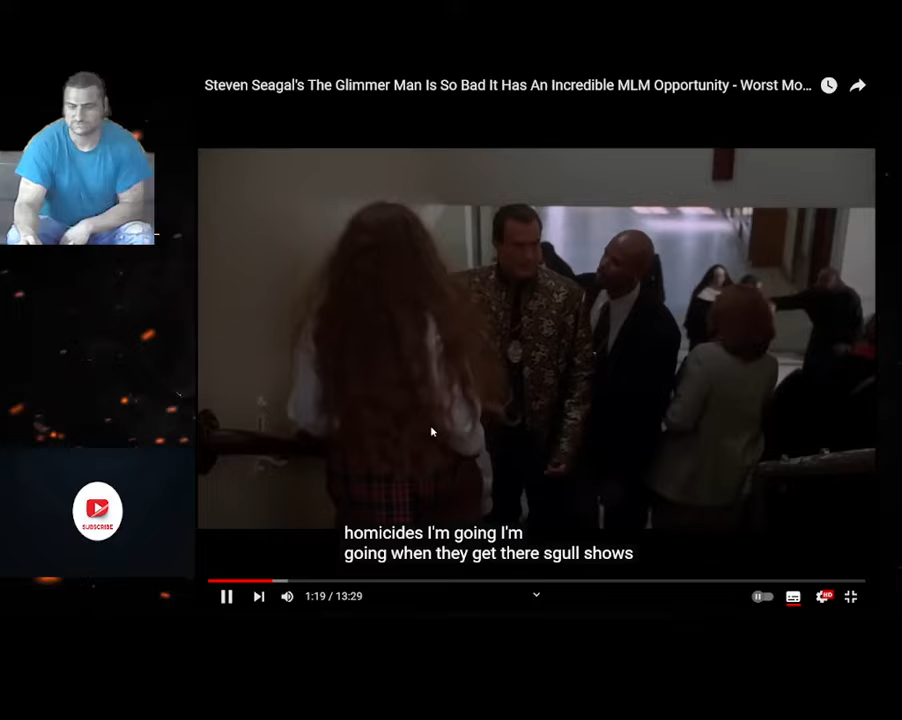 Steven Seagal's The Glimmer Man Is So Bad It Has An Incredible MLM Opportunity - Worst Mo...
SUBSCRIBE
homicides I'm going I'm
going when they get there sgull shows
1:19 / 13:29
HD